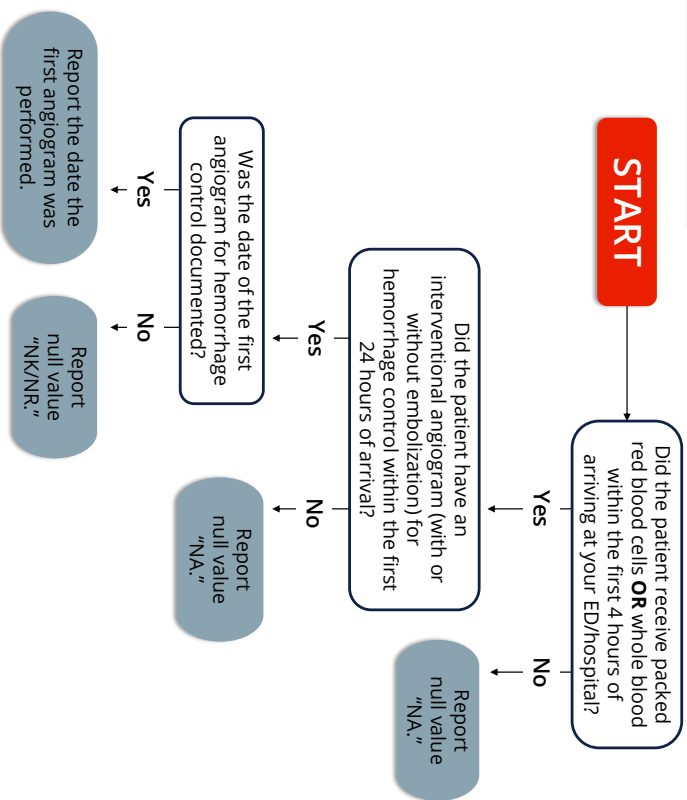 START
Did the patient receive packed
red blood cells OR whole blood
within the first 4 hours of
arriving at your ED/hospital?
Yes
No
Did the patient have an
interventional angiogram (with or
without embolization) for
hemorrhage control within the first
24 hours of arrival?
Report
null value
“NA.”
Yes
No
Was the date of the first
angiogram for hemorrhage
control documented?
Report
null value
“NA.”
Yes
No
Report the date the
first angiogram was
performed.
Report
null value
“NK/NR.”